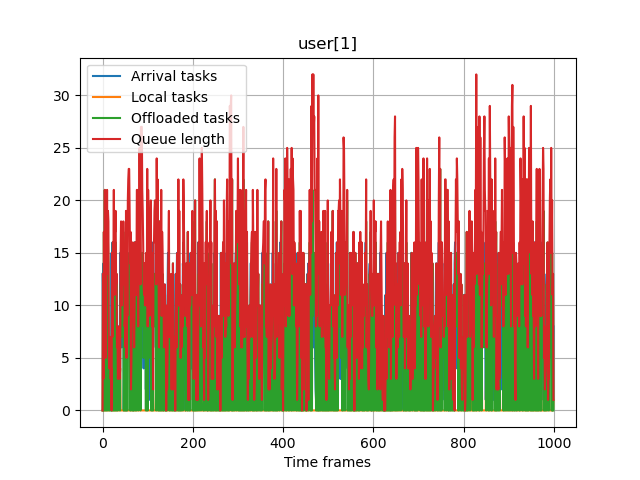 user[1]
Arrival tasks
Local tasks
Offloaded tasks
Queue length
30
25
20
15
10
5
0
0 200 400 600 800 1000
Time frames